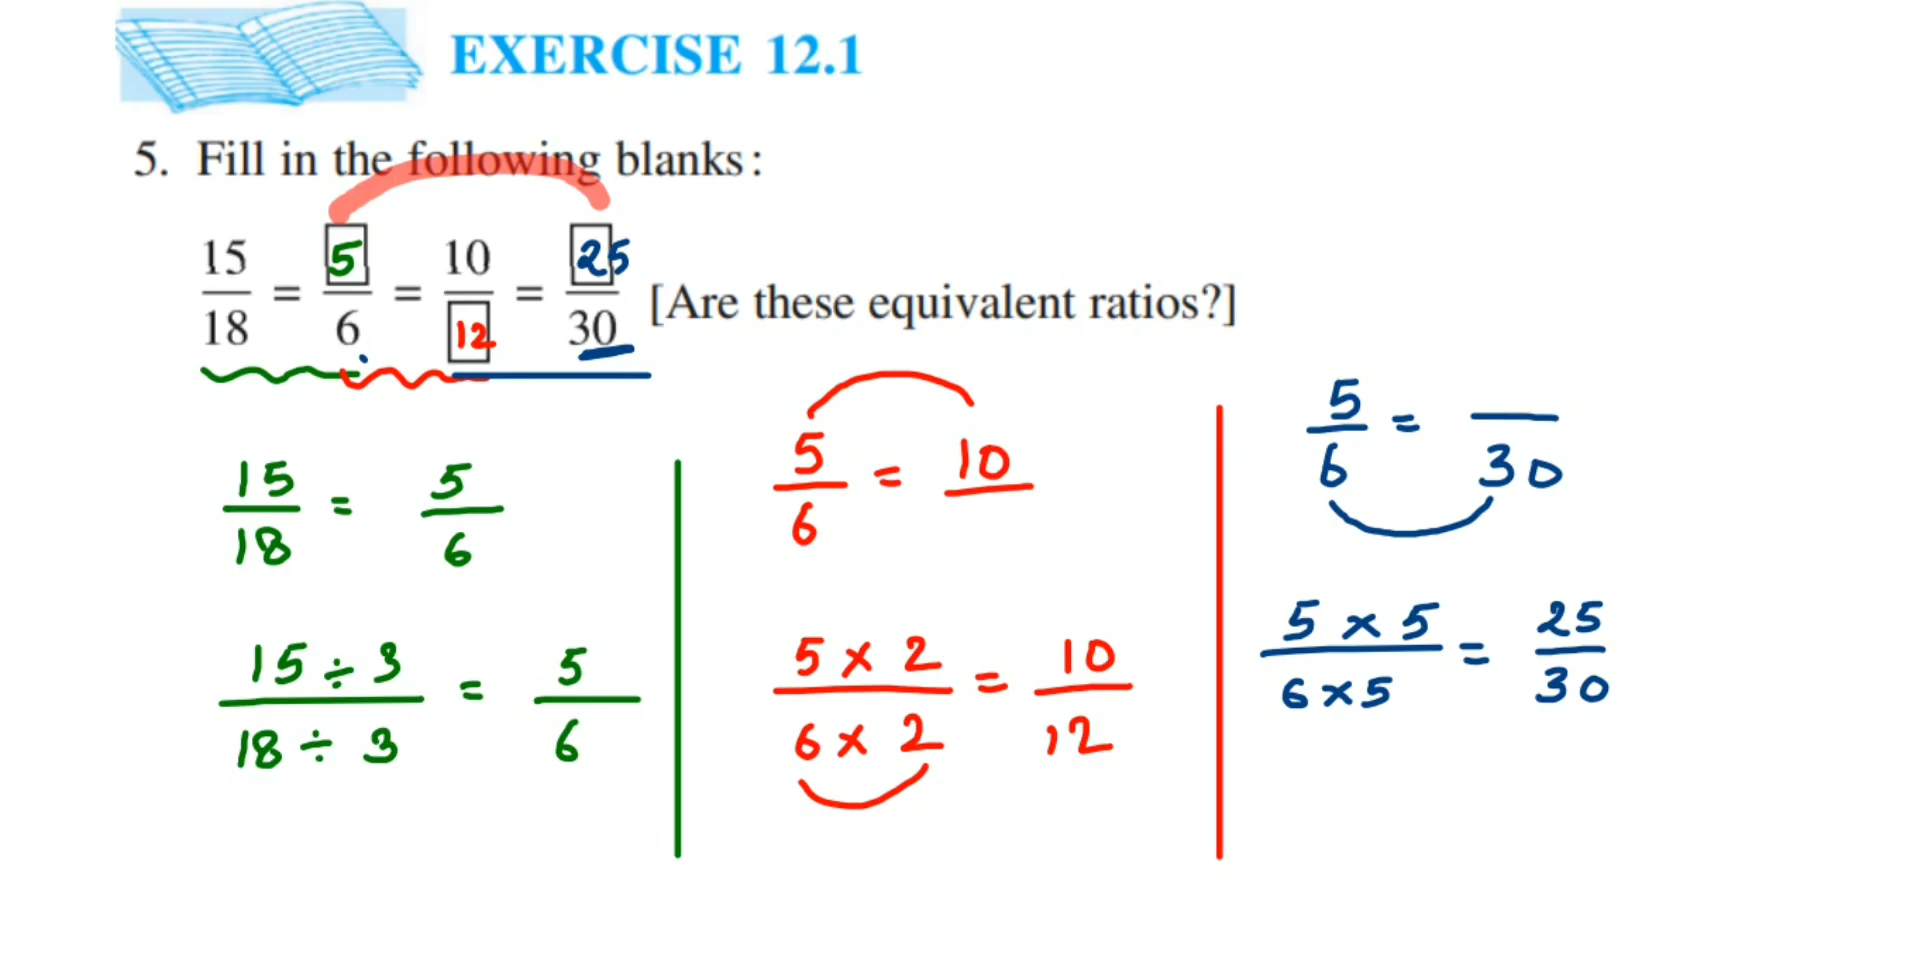 EXERCISE 12.1
5. Fill in the following blanks:
15/18 = 5/6 = 10/12 = 25/30 [Are these equivalent ratios?]
15/18 = 5/6
15 ÷ 3 / 18 ÷ 3 = 5/6
5/6 = 10/
5 × 2 / 6 × 2 = 10/12
5/6 = /30
5 × 5 / 6 × 5 = 25/30